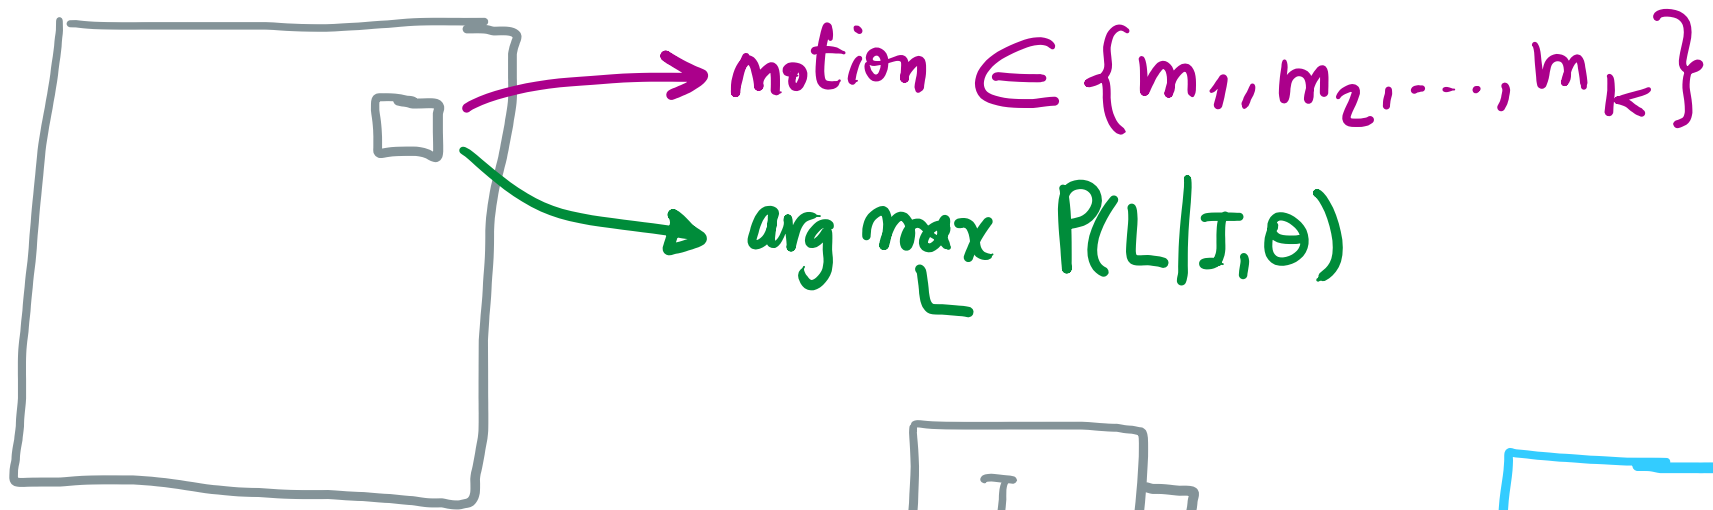 motion ∈ {m1, m2, ..., mK}
arg max P(L|I,θ)
L
I